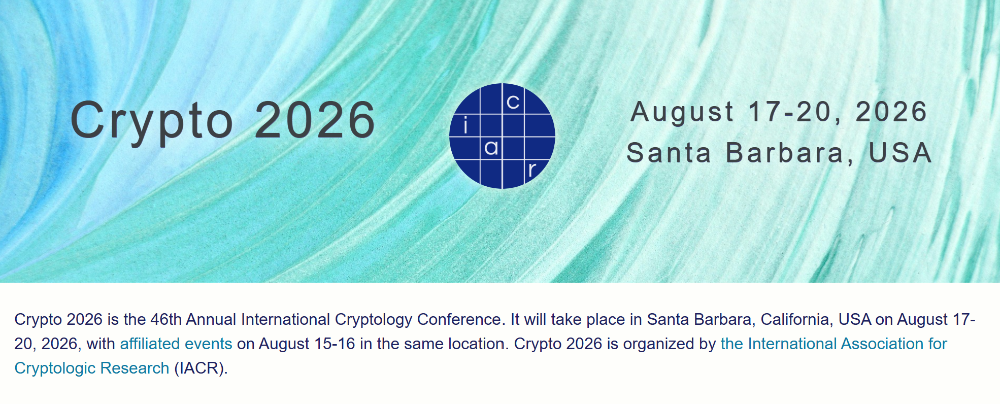 Crypto 2026
c
i
a
r
August 17-20, 2026
Santa Barbara, USA
Crypto 2026 is the 46th Annual International Cryptology Conference. It will take place in Santa Barbara, California, USA on August 17-
20, 2026, with affiliated events on August 15-16 in the same location. Crypto 2026 is organized by the International Association for
Cryptologic Research (IACR).